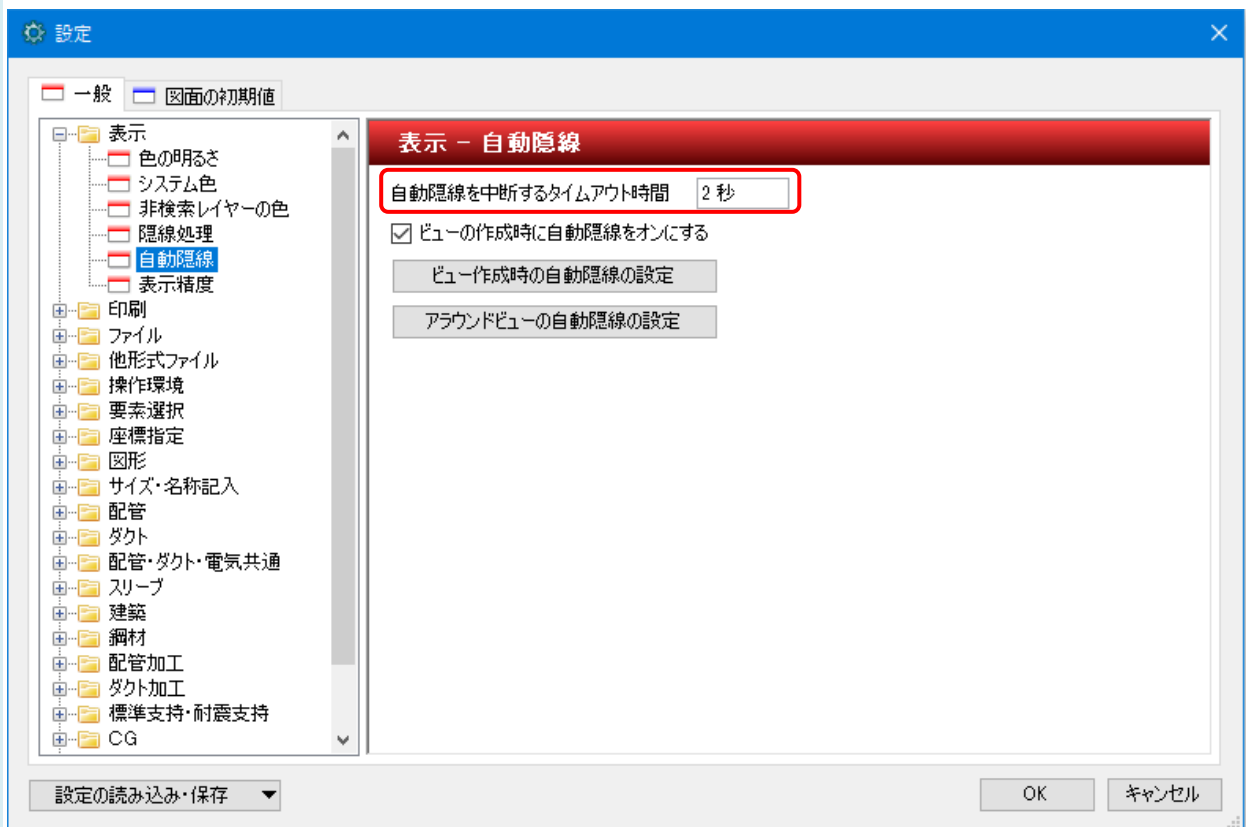 設定
一般 図面の初期値
表示
色の明るさ
システム色
非検索レイヤーの色
隠線処理
自動隠線
表示精度
印刷
ファイル
他形式ファイル
操作環境
要素選択
座標指定
図形
サイズ・名称記入
配管
ダクト
配管・ダクト・電気共通
スリーブ
建築
鋼材
配管加工
ダクト加工
標準支持・耐震支持
CG
表示 - 自動隠線
自動隠線を中断するタイムアウト時間 2 秒
ビューの作成時に自動隠線をオンにする
ビュー作成時の自動隠線の設定
アラウンドビューの自動隠線の設定
設定の読み込み・保存
OK キャンセル